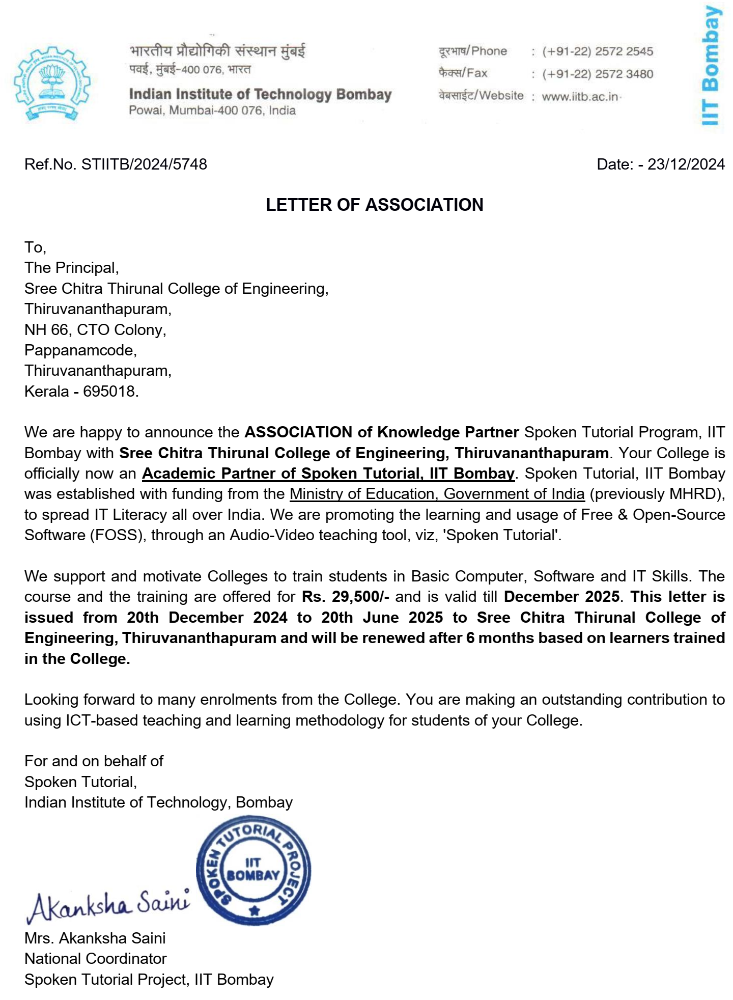 IIT Bombay
भारतीय प्रौद्योगिकी संस्थान मुंबई
पवई, मुंबई-400 076, भारत
Indian Institute of Technology Bombay
Powai, Mumbai-400 076, India
दूरभाष/Phone : (+91-22) 2572 2545
फैक्स/Fax : (+91-22) 2572 3480
वेबसाईट/Website : www.iitb.ac.in
Ref.No. STIITB/2024/5748
Date: - 23/12/2024
LETTER OF ASSOCIATION
To,
The Principal,
Sree Chitra Thirunal College of Engineering,
Thiruvananthapuram,
NH 66, CTO Colony,
Pappanamcode,
Thiruvananthapuram,
Kerala - 695018.
We are happy to announce the ASSOCIATION of Knowledge Partner Spoken Tutorial Program, IIT
Bombay with Sree Chitra Thirunal College of Engineering, Thiruvananthapuram. Your College is
officially now an Academic Partner of Spoken Tutorial, IIT Bombay. Spoken Tutorial, IIT Bombay
was established with funding from the Ministry of Education, Government of India (previously MHRD),
to spread IT Literacy all over India. We are promoting the learning and usage of Free & Open-Source
Software (FOSS), through an Audio-Video teaching tool, viz, 'Spoken Tutorial'.
We support and motivate Colleges to train students in Basic Computer, Software and IT Skills. The
course and the training are offered for Rs. 29,500/- and is valid till December 2025. This letter is
issued from 20th December 2024 to 20th June 2025 to Sree Chitra Thirunal College of
Engineering, Thiruvananthapuram and will be renewed after 6 months based on learners trained
in the College.
Looking forward to many enrolments from the College. You are making an outstanding contribution to
using ICT-based teaching and learning methodology for students of your College.
For and on behalf of
Spoken Tutorial,
Indian Institute of Technology, Bombay
SPOKEN TUTORIAL PROJECT
IIT
BOMBAY
Akanksha Saini
Mrs. Akanksha Saini
National Coordinator
Spoken Tutorial Project, IIT Bombay